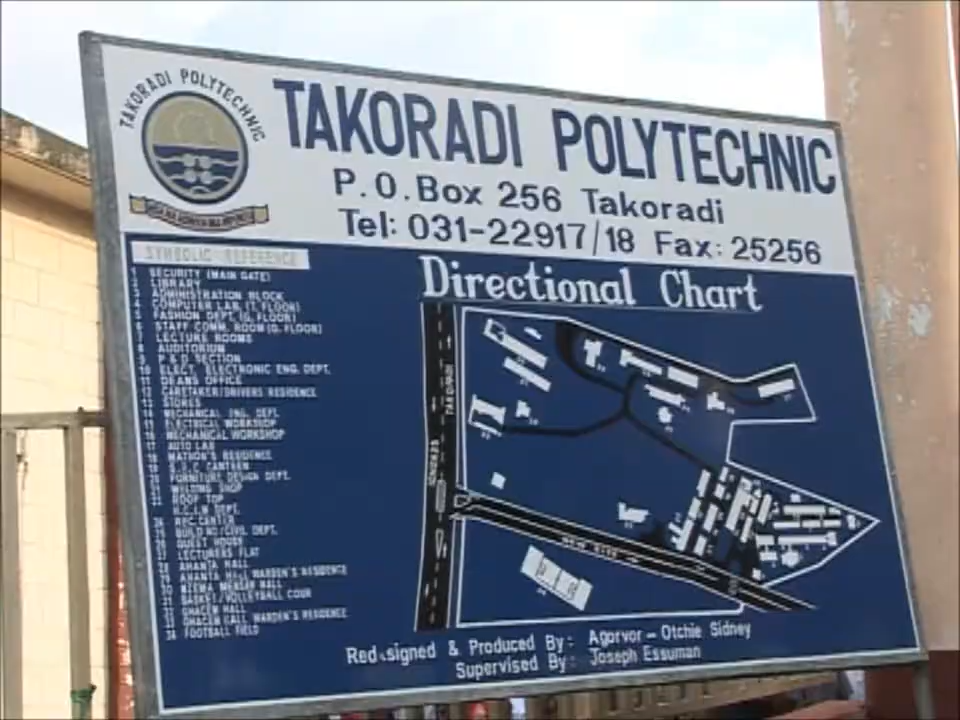 TAKORADI POLYTECHNIC
TAKORADI POLYTECHNIC
P.O.Box 256 Takoradi
Tel: 031-22917/18 Fax: 25256
SYMBOLIC REFERENCE
Directional Chart
1 SECURITY (MAIN GATE)
2 LIBRARY
3 ADMINISTRATION BLOCK
4 COMPUTER LAB. (T. FLOOR)
5 FASHION DEPT. (G. FLOOR)
6 STAFF COMM. ROOM (G. FLOOR)
7 LECTURE ROOMS
8 AUDITORIUM
9 P & D SECTION
10 ELECT. ELECTRONIC ENG. DEPT.
11 DEANS OFFICE
12 CARETAKER/DRIVERS RESIDENCE
13 STORES
14 MECHANICAL ENG. DEPT.
15 ELECTRICAL WORKSHOP
16 MECHANICAL WORKSHOP
17 AUTO LAB
18 MATRON'S RESIDENCE
19 CANTEEN
20 FURNITURE DESIGN DEPT.
21 WELDING SHOP
22 ROOF TOP
H.C.I.M DEPT.
24 REC. CENTER
25 BUILDING/CIVIL DEPT.
26 GUEST HOUSE
27 LECTURERS FLAT
28 AHANTA HALL
29 AHANTA HALL WARDEN'S RESIDENCE
30 NZEMA MENSAH HALL
31 BASKET/VOLLEYBALL COUR
32 GHACEM HALL
33 GHACEM HALL WARDEN'S RESIDENCE
34 FOOTBALL FIELD
TAKORADI
NEW SITE
Redesigned & Produced By: Agorvor - Otchie Sidney
Supervised By: Joseph Essuman